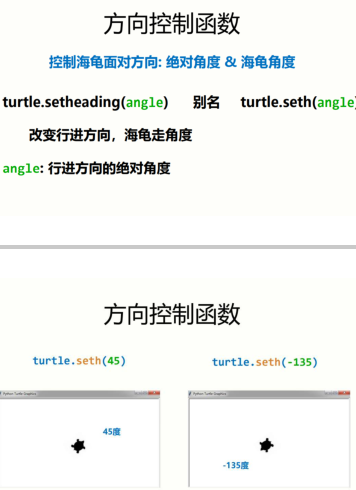 方向控制函数
控制海龟面对方向: 绝对角度 & 海龟角度
turtle.setheading(angle) 别名 turtle.seth(angle)
改变行进方向，海龟走角度
angle: 行进方向的绝对角度
方向控制函数
turtle.seth(45) turtle.seth(-135)
Python Turtle Graphics Python Turtle Graphics
45度
-135度